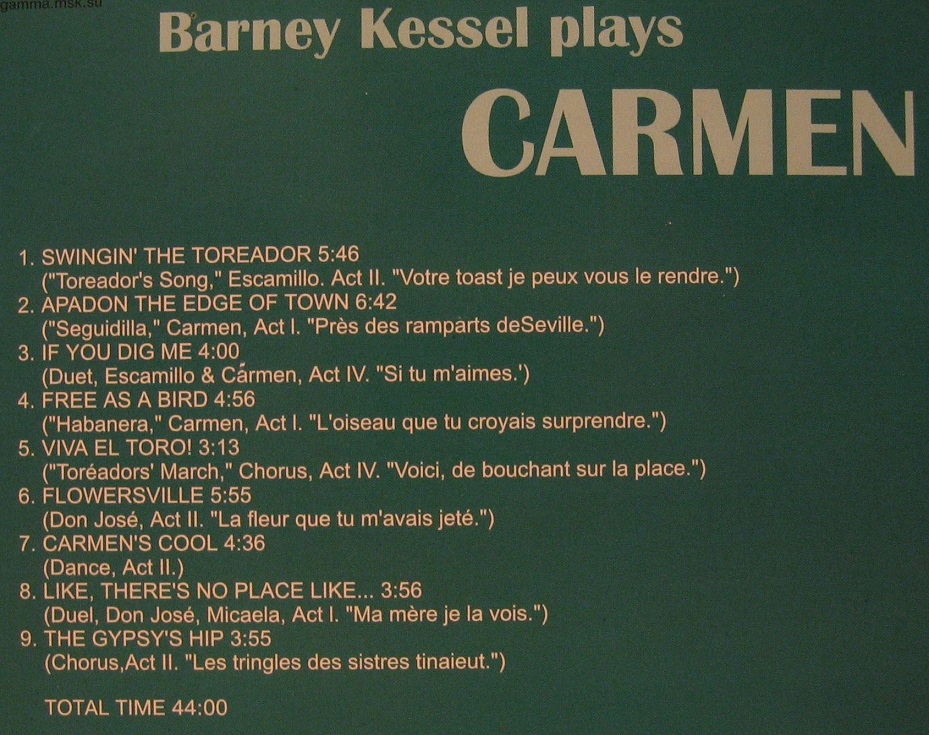 gamma.msk.su
Barney Kessel plays
CARMEN
1. SWINGIN' THE TOREADOR 5:46
("Toreador's Song," Escamillo. Act II. "Votre toast je peux vous le rendre.")
2. APADON THE EDGE OF TOWN 6:42
("Seguidilla," Carmen, Act I. "Près des ramparts deSeville.")
3. IF YOU DIG ME 4:00
(Duet, Escamillo & Carmen, Act IV. "Si tu m'aimes.')
4. FREE AS A BIRD 4:56
("Habanera," Carmen, Act I. "L'oiseau que tu croyais surprendre.")
5. VIVA EL TORO! 3:13
("Toréadors' March," Chorus, Act IV. "Voici, de bouchant sur la place.")
6. FLOWERSVILLE 5:55
(Don José, Act II. "La fleur que tu m'avais jeté.")
7. CARMEN'S COOL 4:36
(Dance, Act II.)
8. LIKE, THERE'S NO PLACE LIKE... 3:56
(Duel, Don José, Micaela, Act I. "Ma mère je la vois.")
9. THE GYPSY'S HIP 3:55
(Chorus,Act II. "Les tringles des sistres tinaieut.")
TOTAL TIME 44:00